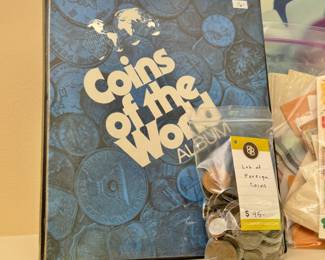 Coins
of the
World
ALBUM
Lot of
Foreign
Coins